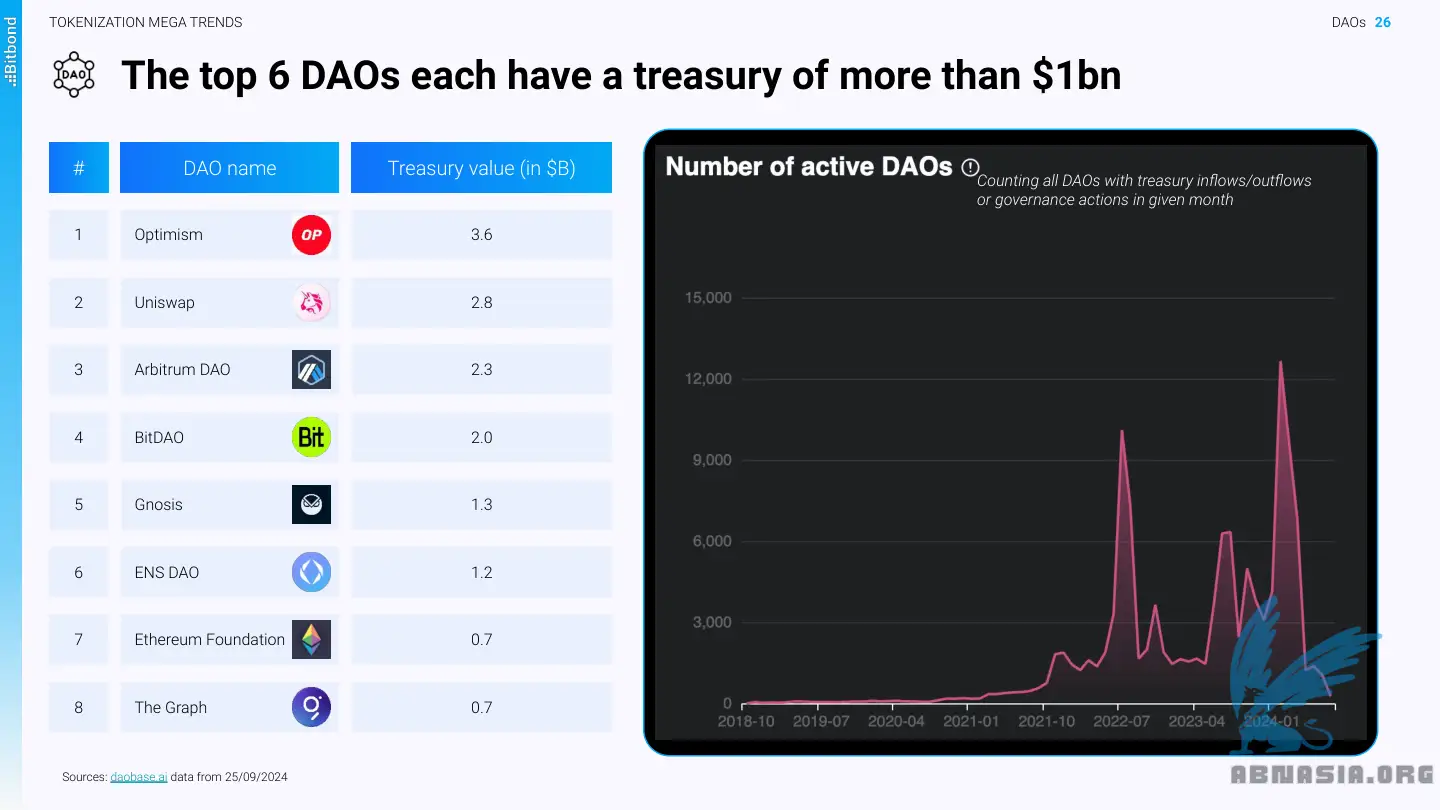 Bitbond
TOKENIZATION MEGA TRENDS
DAOs 26
DAO
The top 6 DAOs each have a treasury of more than $1bn
# DAO name Treasury value (in $B)
1 Optimism OP 3.6
2 Uniswap 2.8
3 Arbitrum DAO 2.3
4 BitDAO Bit 2.0
5 Gnosis 1.3
6 ENS DAO 1.2
7 Ethereum Foundation 0.7
8 The Graph 0.7
Sources: daobase.ai data from 25/09/2024
Number of active DAOs
Counting all DAOs with treasury inflows/outflows
or governance actions in given month
15,000
12,000
9,000
6,000
3,000
0
2018-10 2019-07 2020-04 2021-01 2021-10 2022-07 2023-04 2024-01
ABNASIA.ORG